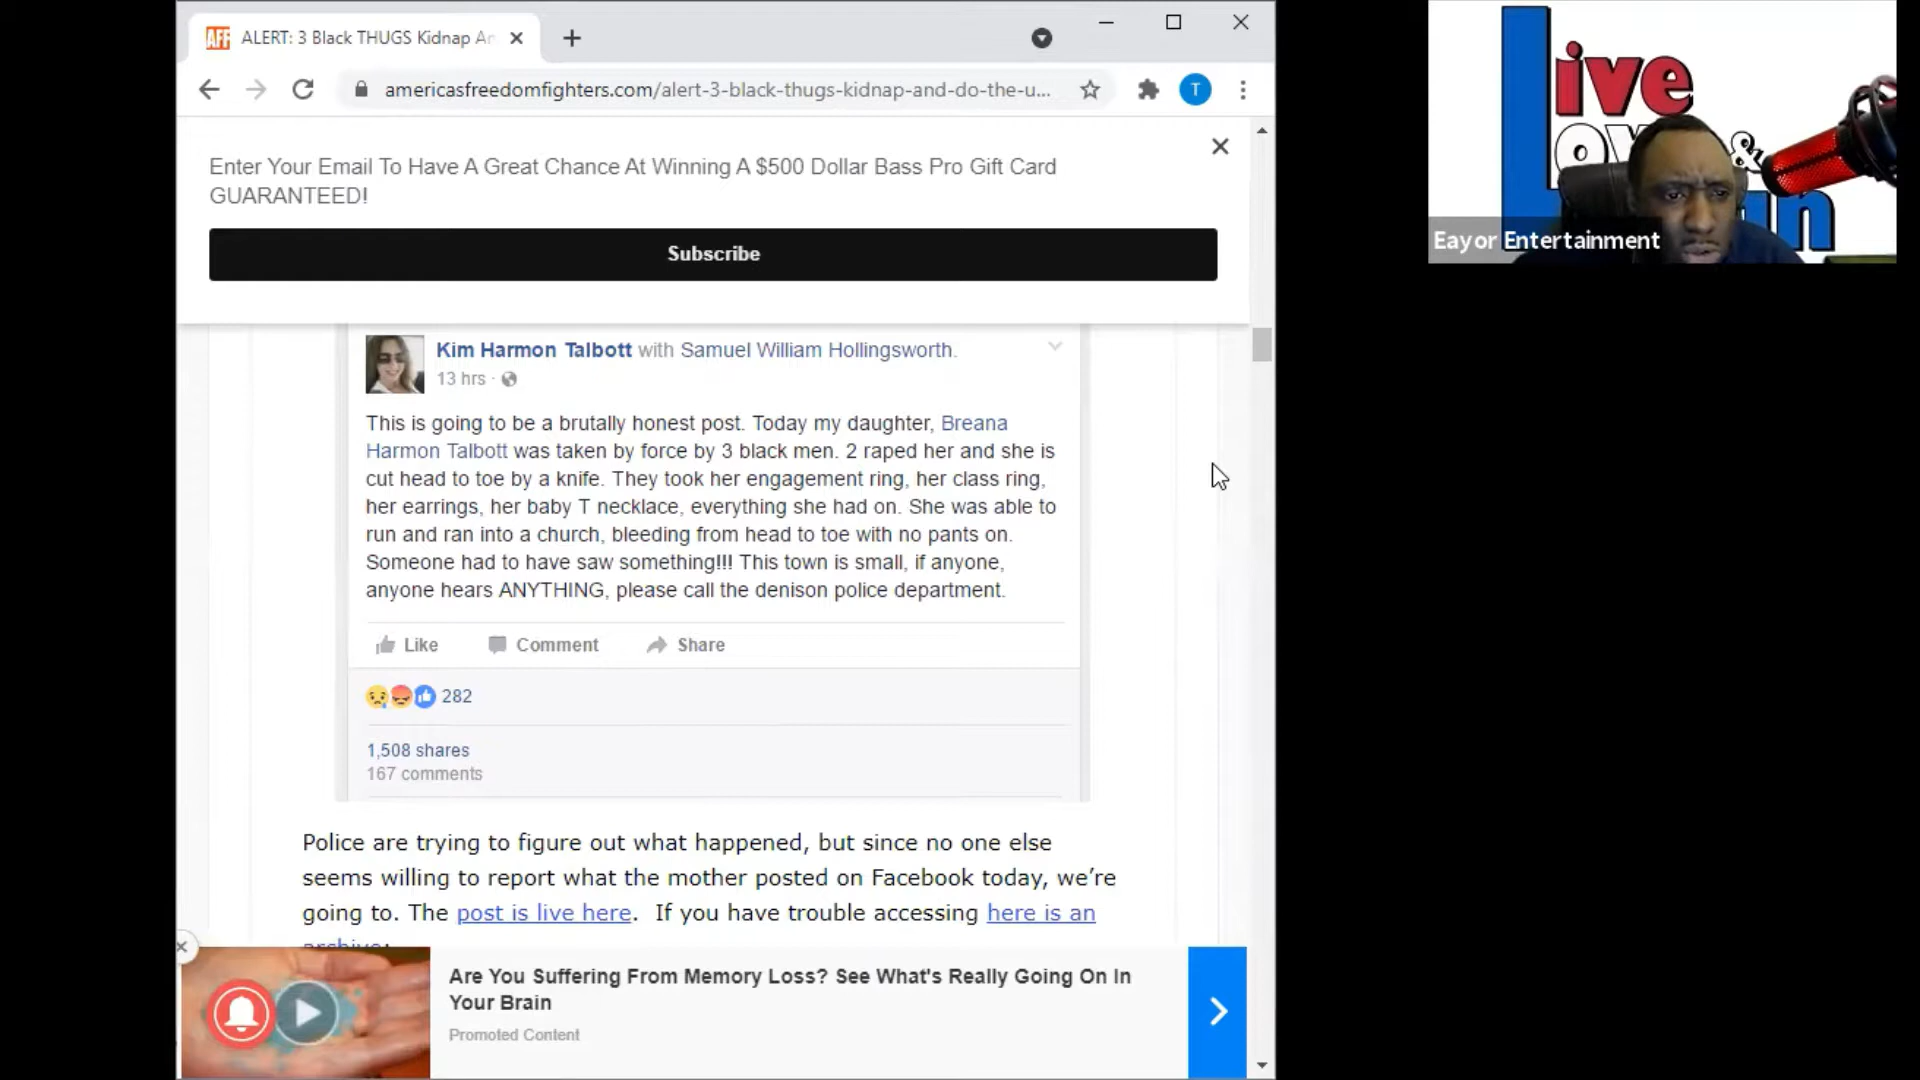 AFF ALERT: 3 Black THUGS Kidnap An
americasfreedomfighters.com/alert-3-black-thugs-kidnap-and-do-the-u...
T
Enter Your Email To Have A Great Chance At Winning A $500 Dollar Bass Pro Gift Card
GUARANTEED!
Subscribe
Kim Harmon Talbott with Samuel William Hollingsworth.
13 hrs ·
This is going to be a brutally honest post. Today my daughter, Breana
Harmon Talbott was taken by force by 3 black men. 2 raped her and she is
cut head to toe by a knife. They took her engagement ring, her class ring,
her earrings, her baby T necklace, everything she had on. She was able to
run and ran into a church, bleeding from head to toe with no pants on.
Someone had to have saw something!!! This town is small, if anyone,
anyone hears ANYTHING, please call the denison police department.
Like Comment Share
282
1,508 shares
167 comments
Police are trying to figure out what happened, but since no one else
seems willing to report what the mother posted on Facebook today, we're
going to. The post is live here. If you have trouble accessing here is an
archive:
Are You Suffering From Memory Loss? See What's Really Going On In
Your Brain
Promoted Content
Live
&
Eayor Entertainment